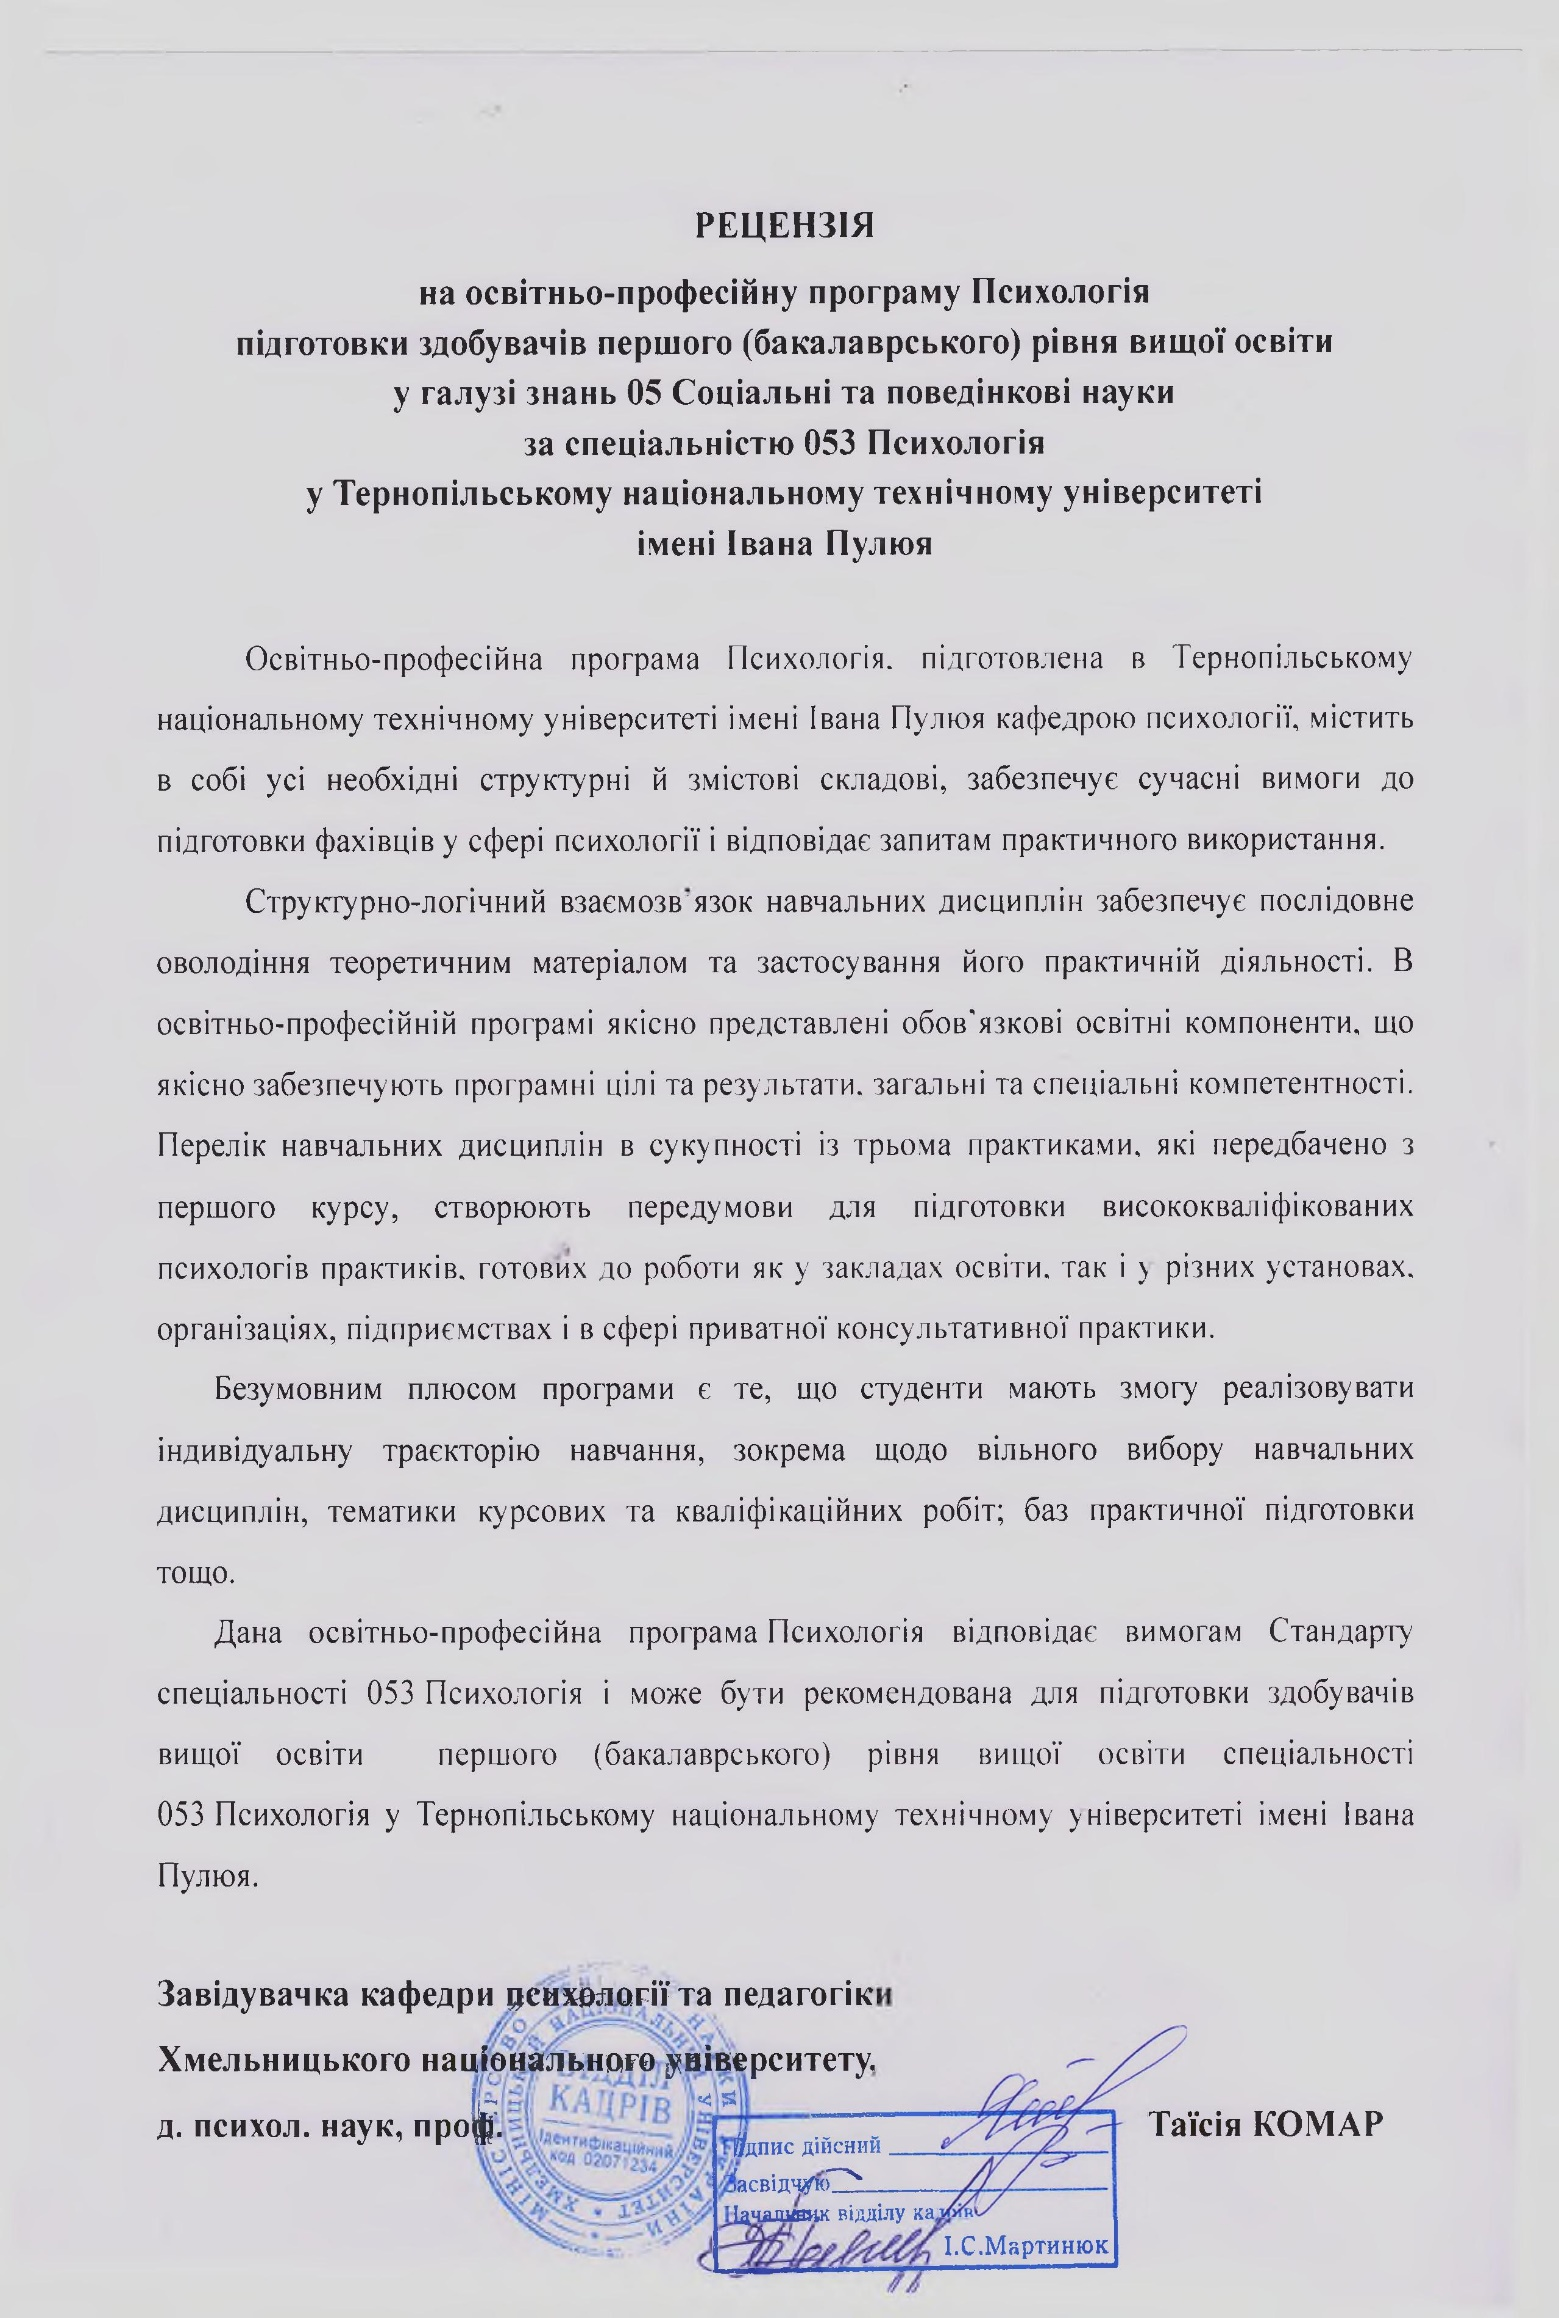 РЕЦЕНЗІЯ
на освітньо-професійну програму Психологія
підготовки здобувачів першого (бакалаврського) рівня вищої освіти
у галузі знань 05 Соціальні та поведінкові науки
за спеціальністю 053 Психологія
у Тернопільському національному технічному університеті
імені Івана Пулюя
Освітньо-професійна програма Психологія, підготовлена в Тернопільському
національному технічному університеті імені Івана Пулюя кафедрою психології, містить
в собі усі необхідні структурні й змістові складові, забезпечує сучасні вимоги до
підготовки фахівців у сфері психології і відповідає запитам практичного використання.
Структурно-логічний взаємозв'язок навчальних дисциплін забезпечує послідовне
оволодіння теоретичним матеріалом та застосування його практичній діяльності. В
освітньо-професійній програмі якісно представлені обов'язкові освітні компоненти, що
якісно забезпечують програмні цілі та результати, загальні та спеціальні компетентності.
Перелік навчальних дисциплін в сукупності із трьома практиками, які передбачено з
першого курсу, створюють передумови для підготовки висококваліфікованих
психологів практиків, готових до роботи як у закладах освіти, так і у різних установах,
організаціях, підприємствах і в сфері приватної консультативної практики.
Безумовним плюсом програми є те, що студенти мають змогу реалізовувати
індивідуальну траєкторію навчання, зокрема щодо вільного вибору навчальних
дисциплін, тематики курсових та кваліфікаційних робіт; баз практичної підготовки
тощо.
Дана освітньо-професійна програма Психологія відповідає вимогам Стандарту
спеціальності 053 Психологія і може бути рекомендована для підготовки здобувачів
вищої освіти першого (бакалаврського) рівня вищої освіти спеціальності
053 Психологія у Тернопільському національному технічному університеті імені Івана
Пулюя.
Завідувачка кафедри психології та педагогіки
Хмельницького національного університету,
д. психол. наук, проф. Таїсія КОМАР
ВІДДІЛ
КАДРІВ
Ідентифікаційний
код 02071234
Підпис дійсний
Засвідчую
Начальник відділу кадрів
І.С.Мартинюк